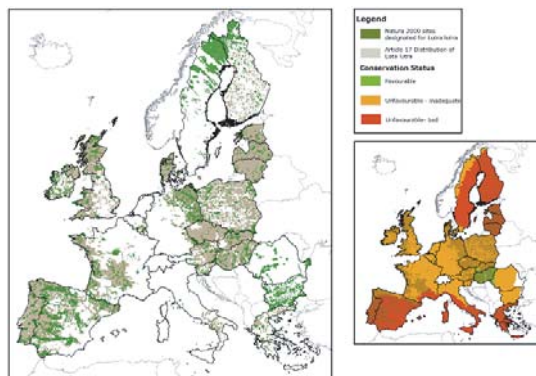 Legend
Natura 2000 sites
designated for Lutra lutra
Article 17 Distribution of
Lutra lutra
Conservation Status
Favourable
Unfavourable - inadequate
Unfavourable- bad